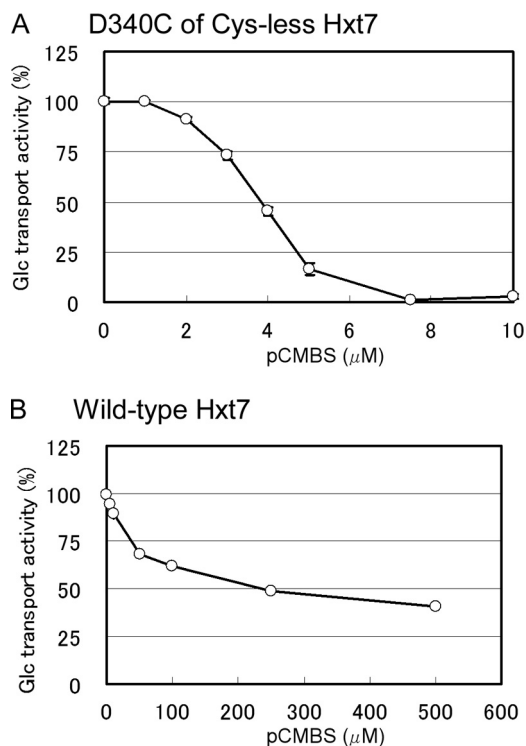 A D340C of Cys-less Hxt7
Glc transport activity (%)
125
100
75
50
25
0
0 2 4 6 8 10
pCMBS (μM)
B Wild-type Hxt7
Glc transport activity (%)
125
100
75
50
25
0
0 100 200 300 400 500 600
pCMBS (μM)